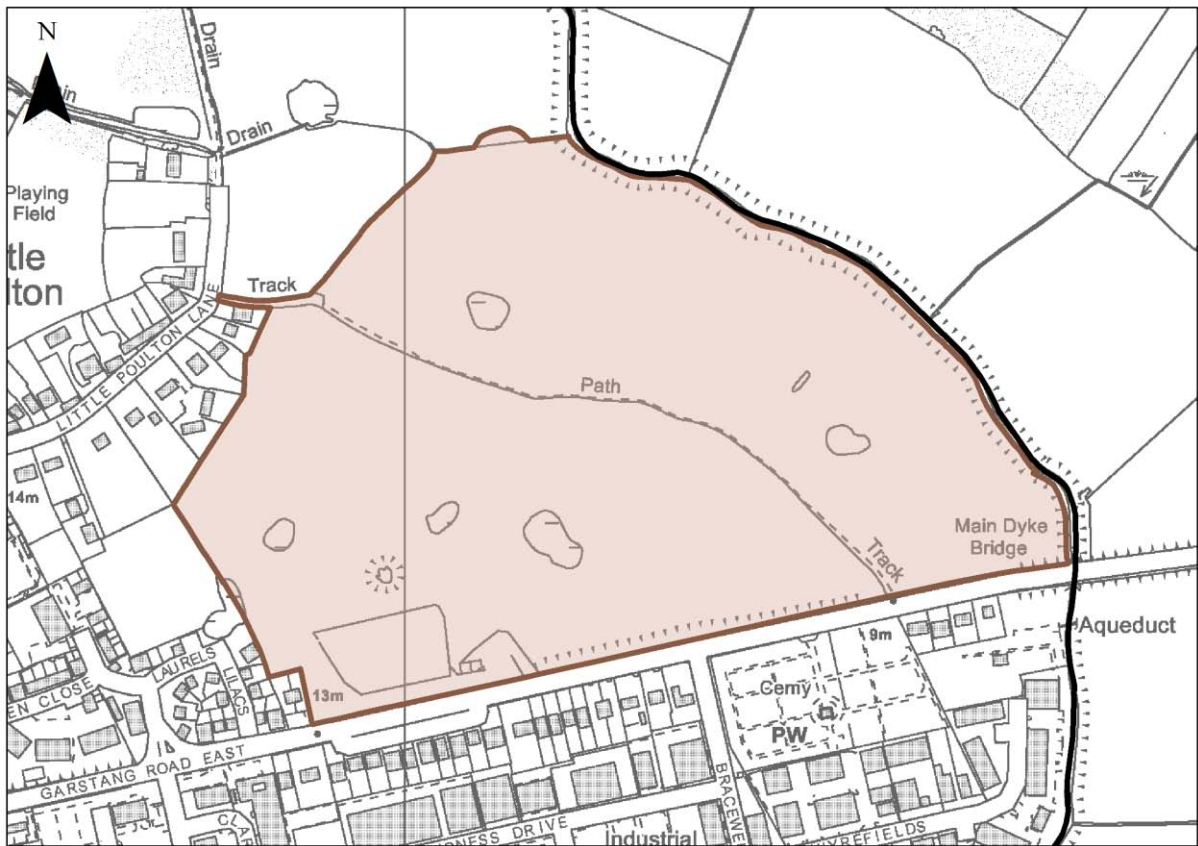 N
Drain
Drain
Playing
Field
tle
lton
Track
LITTLE POULTON LANE
Path
14m
Main Dyke
Bridge
Track
Aqueduct
9m
Cemy
PW
LAURELS
LILACS
EN CLOSE
13m
GARSTANG ROAD EAST
BRACEWE
CLAR
NESS DRIVE
Industrial
WYREFIELDS